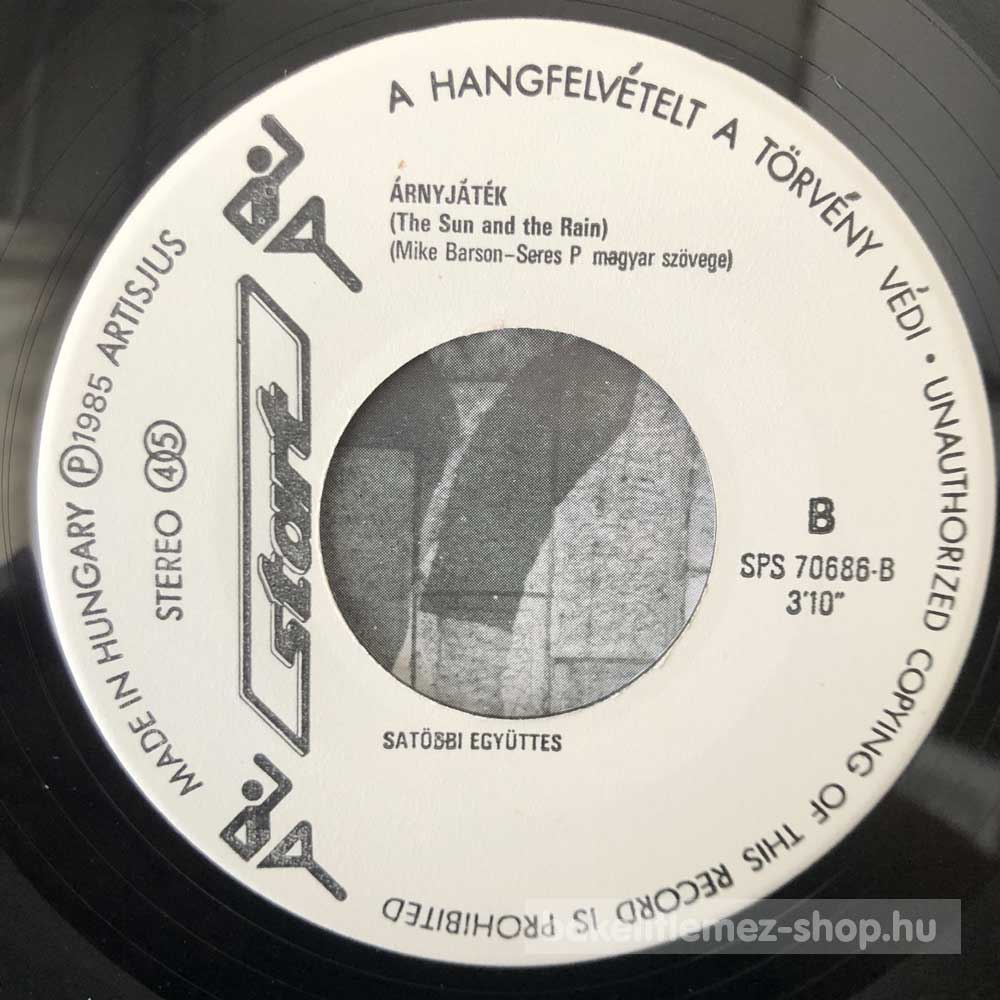 A HANGFELVÉTELT A TÖRVÉNY VÉDI • UNAUTHORIZED COPYING OF THIS RECORD IS PROHIBITED
ÁRNYJÁTÉK
(The Sun and the Rain)
(Mike Barson-Seres P magyar szövege)
MADE IN HUNGARY Ⓟ1985 ARTISJUS
STEREO 45
start
B
SPS 70686-B
3'10"
SATÖBBI EGYÜTTES
bakelitlemez-shop.hu